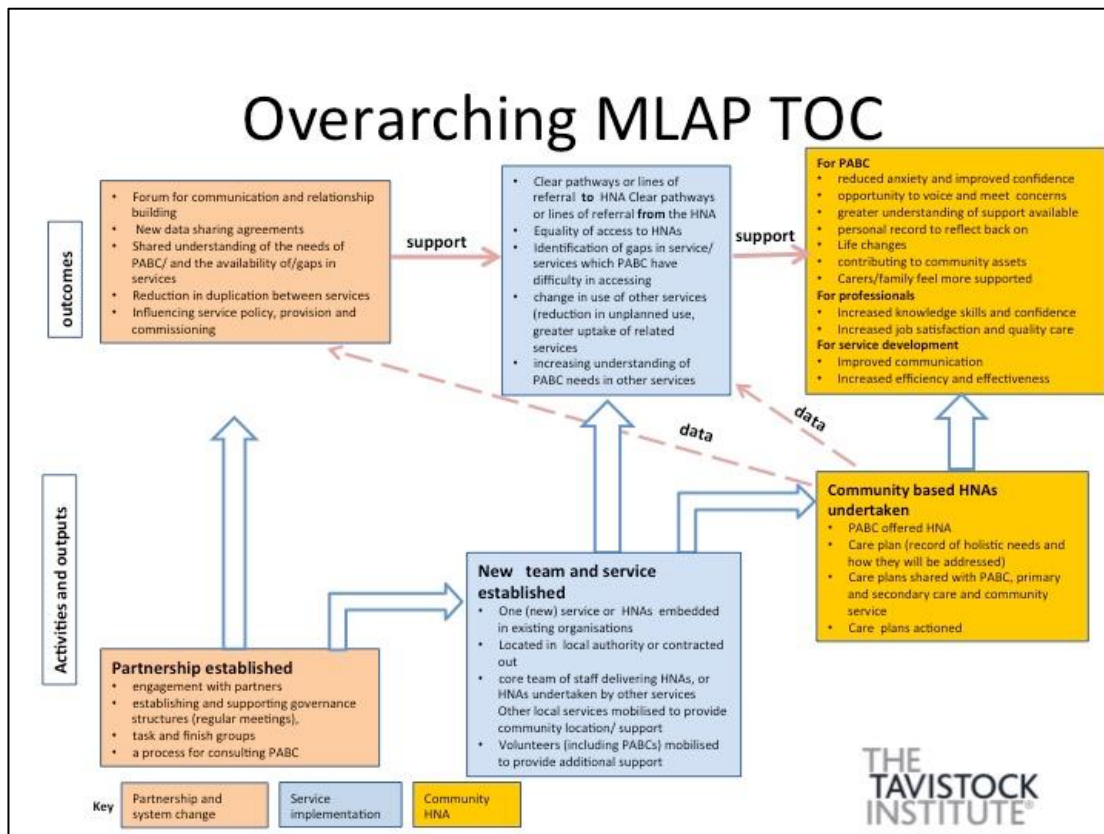 Overarching MLAP TOC
outcomes
• Forum for communication and relationship
building
• New data sharing agreements
• Shared understanding of the needs of
PABC/ and the availability of/gaps in
services
• Reduction in duplication between services
• Influencing service policy, provision and
commissioning
support
• Clear pathways or lines of
referral to HNA Clear pathways
or lines of referral from the HNA
• Equality of access to HNAs
• Identification of gaps in service/
services which PABC have
difficulty in accessing
• change in use of other services
(reduction in unplanned use,
greater uptake of related
services
• increasing understanding of
PABC needs in other services
support
For PABC
• reduced anxiety and improved confidence
• opportunity to voice and meet concerns
• greater understanding of support available
• personal record to reflect back on
• Life changes
• contributing to community assets
• Carers/family feel more supported
For professionals
• Increased knowledge skills and confidence
• Increased job satisfaction and quality care
For service development
• Improved communication
• Increased efficiency and effectiveness
data
data
Activities and outputs
Partnership established
• engagement with partners
• establishing and supporting governance
structures (regular meetings),
• task and finish groups
• a process for consulting PABC
New team and service
established
• One (new) service or HNAs embedded
in existing organisations
• Located in local authority or contracted
out
• core team of staff delivering HNAs, or
HNAs undertaken by other services
Other local services mobilised to provide
community location/ support
• Volunteers (including PABCs) mobilised
to provide additional support
Community based HNAs
undertaken
• PABC offered HNA
• Care plan (record of holistic needs and
how they will be addressed)
• Care plans shared with PABC, primary
and secondary care and community
service
• Care plans actioned
Key
Partnership and
system change
Service
implementation
Community
HNA
THE
TAVISTOCK
INSTITUTE®